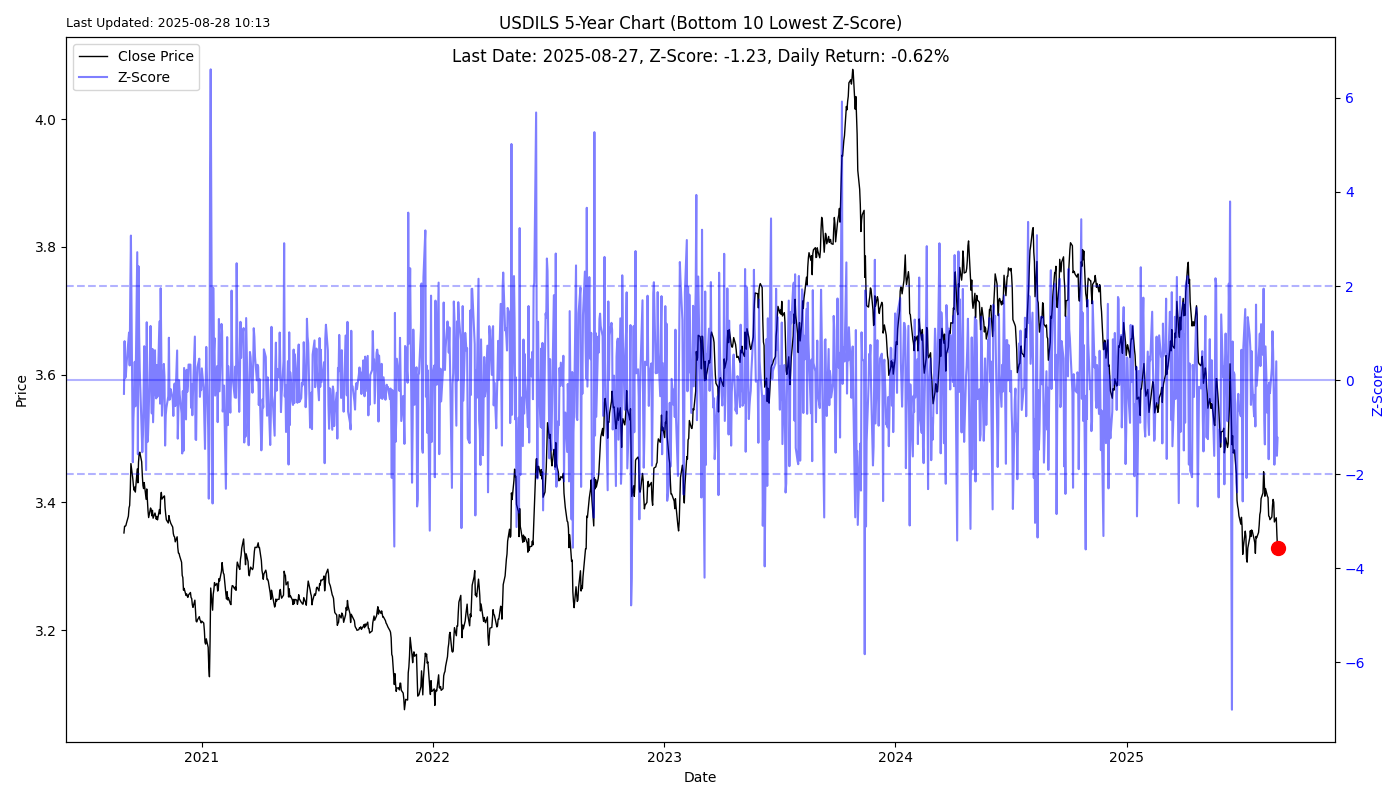 Last Updated: 2025-08-28 10:13
USDILS 5-Year Chart (Bottom 10 Lowest Z-Score)
Last Date: 2025-08-27, Z-Score: -1.23, Daily Return: -0.62%
Close Price
Z-Score
4.0
3.8
3.6
3.4
3.2
Price
6
4
2
0
−2
−4
−6
Z-Score
2021
2022
2023
2024
2025
Date